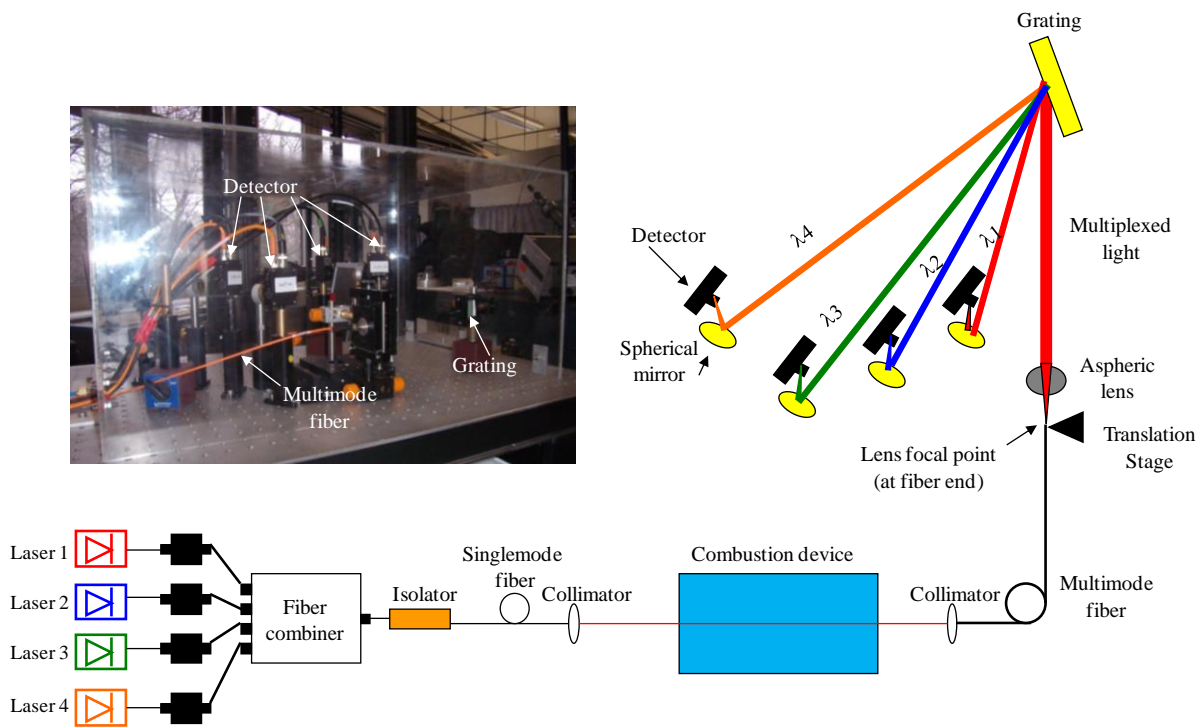 Grating
Detector
Grating
Multimode
fiber
λ4
λ3
λ2
λ1
Multiplexed
light
Detector
Spherical
mirror
Aspheric
lens
Lens focal point
(at fiber end)
Translation
Stage
Laser 1
Laser 2
Laser 3
Laser 4
Fiber
combiner
Isolator
Singlemode
fiber
Collimator
Combustion device
Collimator
Multimode
fiber